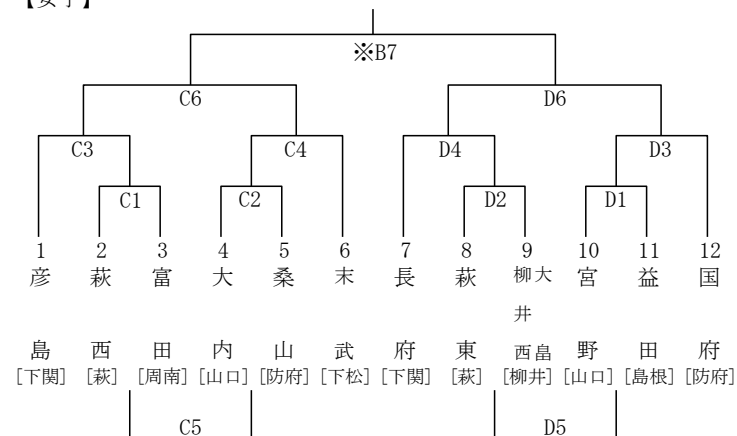 【女子】
※B7
C6 D6
C3 C4 D4 D3
C1 C2 D2 D1
1 2 3 4 5 6 7 8 9 10 11 12
彦島 萩西 富田 大内 桑山 末武 長府 萩東 柳井西 大畠 宮野 益田 国府
[下関] [萩] [周南] [山口] [防府] [下松] [下関] [萩] [柳井] [山口] [島根] [防府]
C5 D5